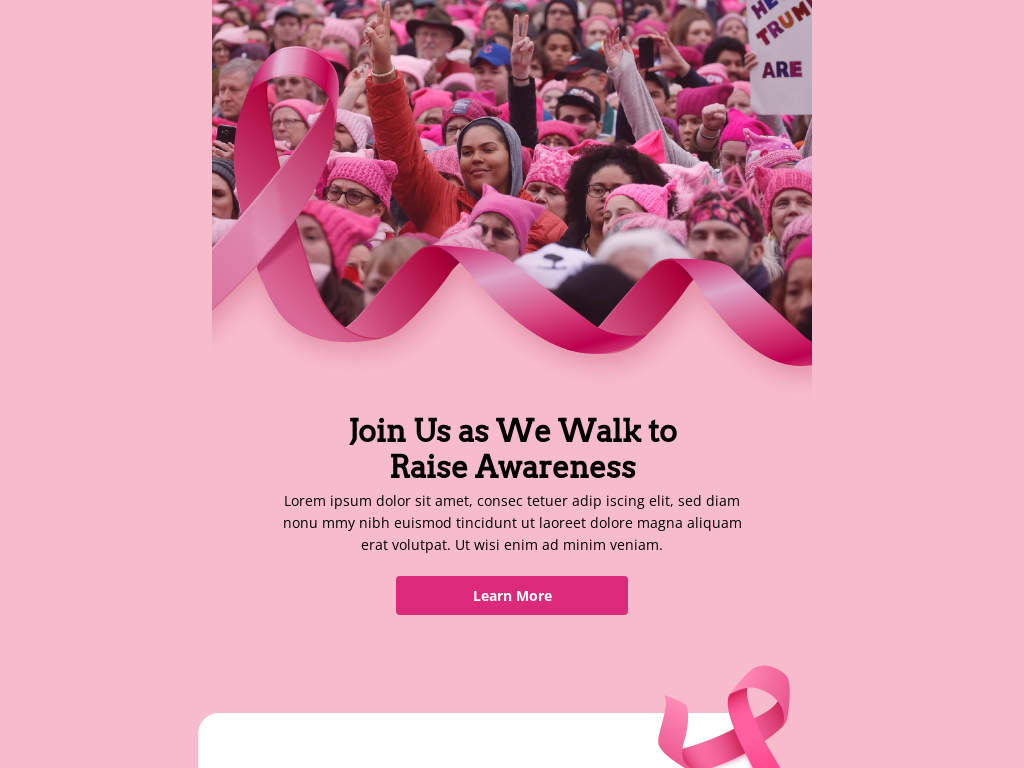 HE
TRUM
ARE
Join Us as We Walk to
Raise Awareness
Lorem ipsum dolor sit amet, consec tetuer adip iscing elit, sed diam
nonu mmy nibh euismod tincidunt ut laoreet dolore magna aliquam
erat volutpat. Ut wisi enim ad minim veniam.
Learn More